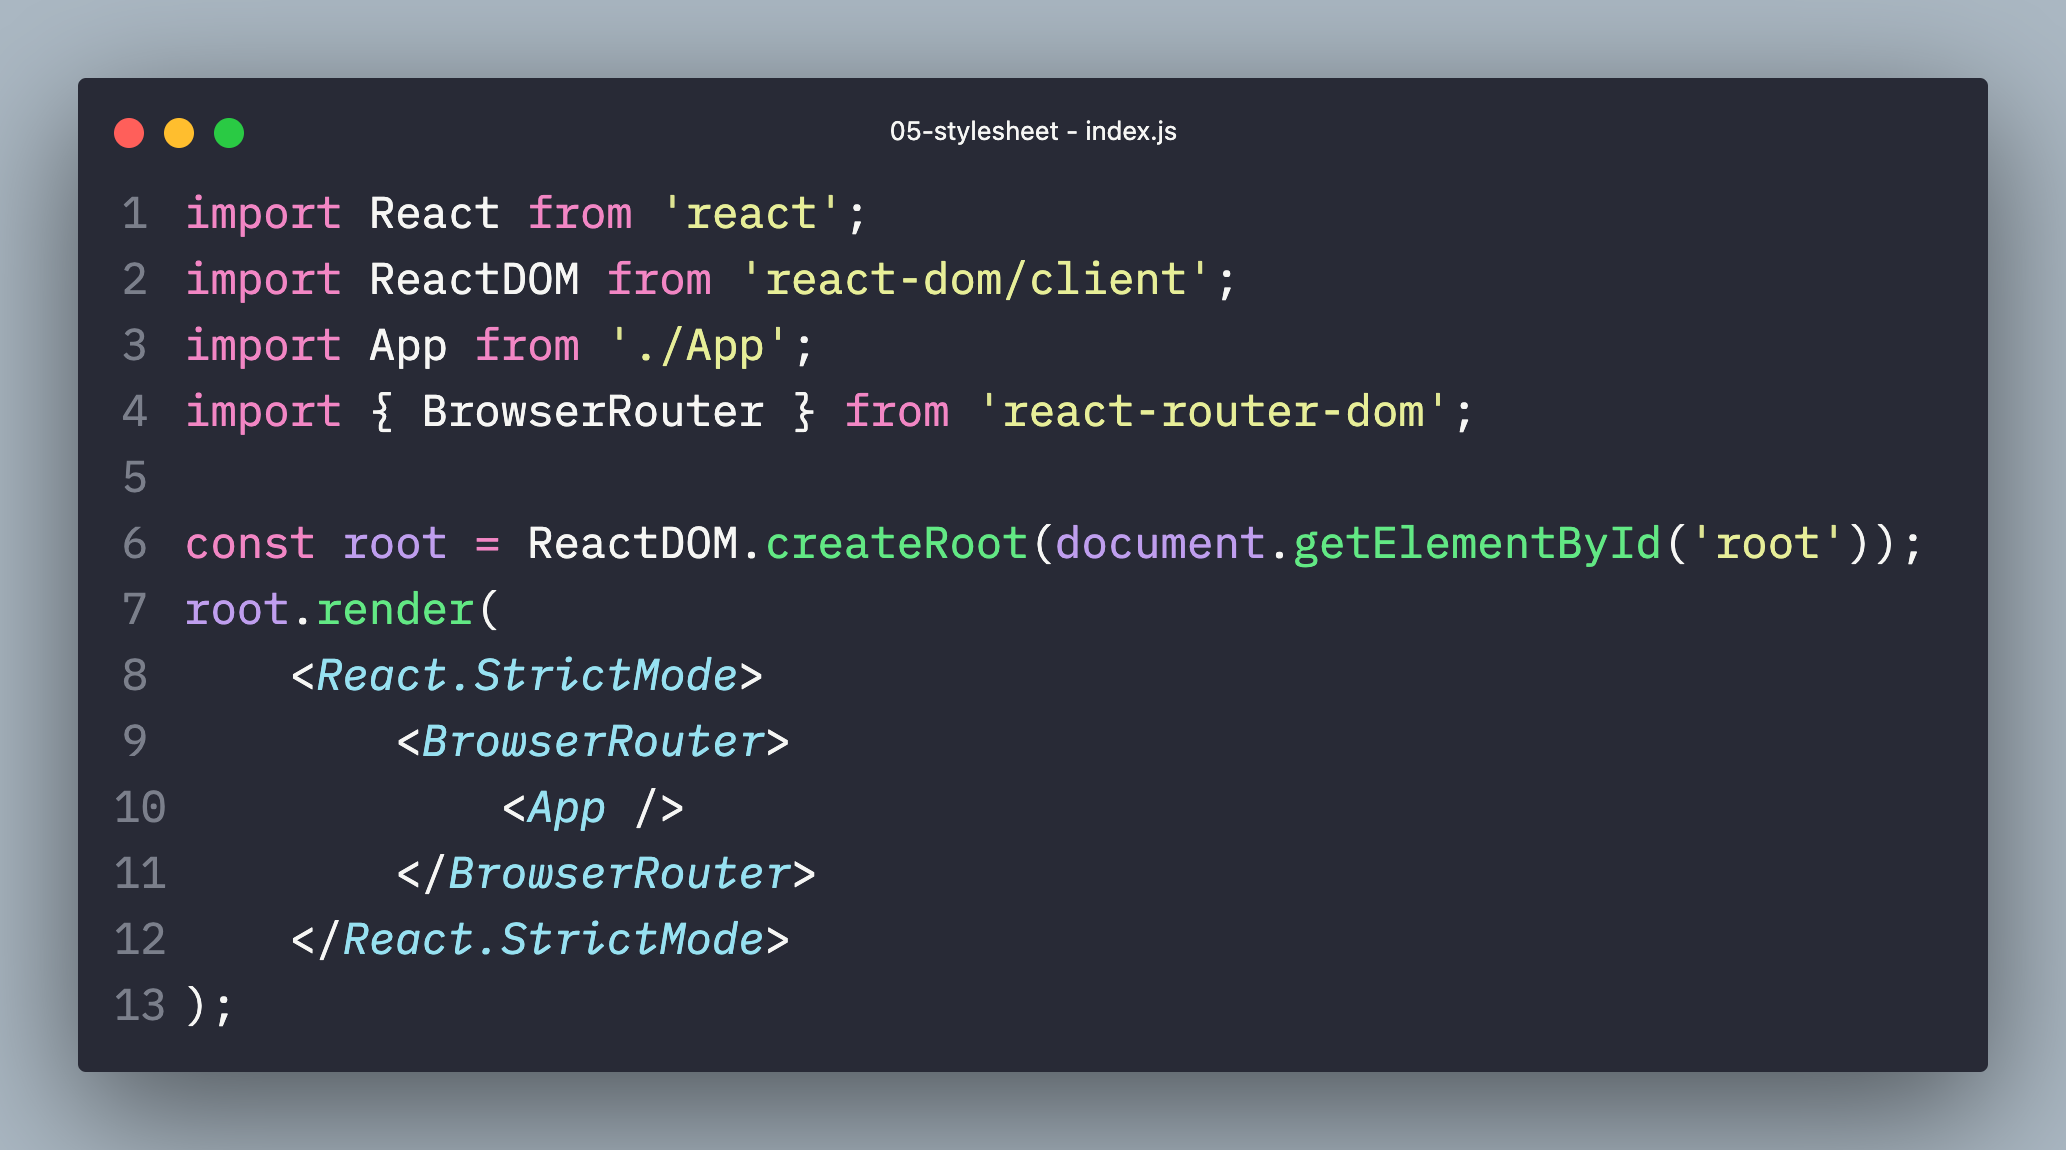 05-stylesheet - index.js
1 import React from 'react';
2 import ReactDOM from 'react-dom/client';
3 import App from './App';
4 import { BrowserRouter } from 'react-router-dom';
5
6 const root = ReactDOM.createRoot(document.getElementById('root'));
7 root.render(
8     <React.StrictMode>
9         <BrowserRouter>
10             <App />
11         </BrowserRouter>
12     </React.StrictMode>
13 );